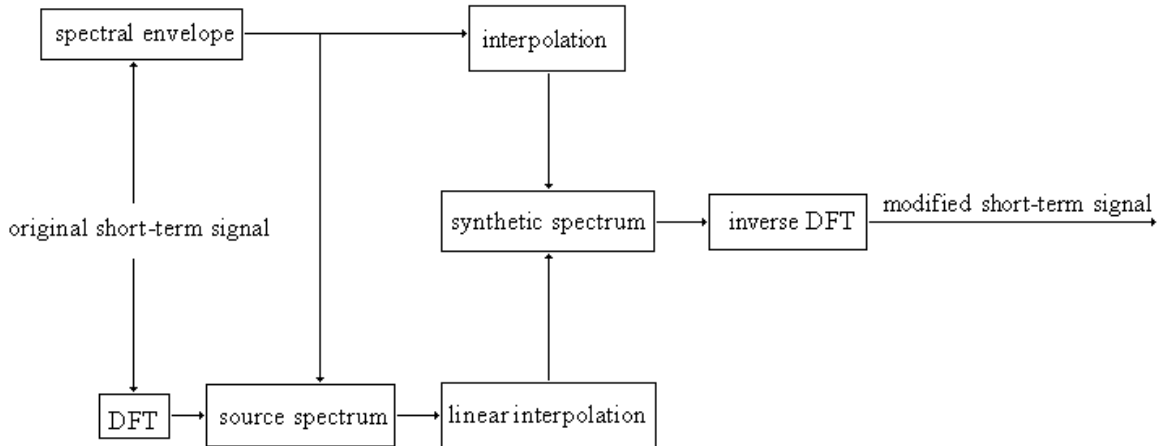 spectral envelope
interpolation
original short-term signal
synthetic spectrum
inverse DFT
modified short-term signal
DFT
source spectrum
linear interpolation